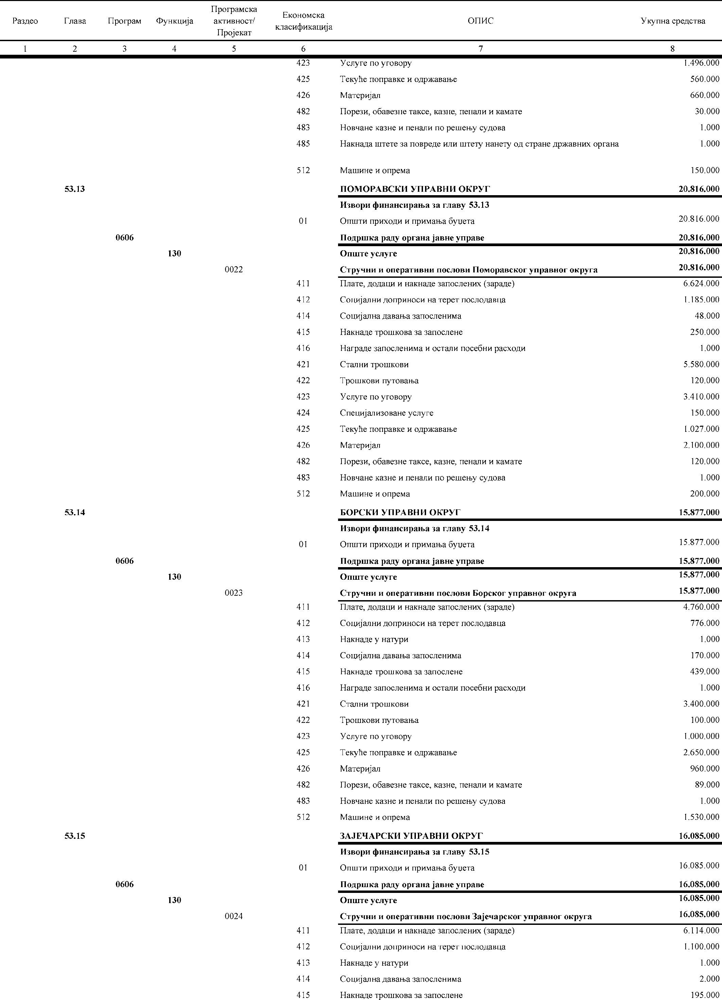 Раздео Глава Програм Функција Програмска активност/ Пројекат Економска класификација ОПИС Укупна средства
1 2 3 4 5 6 7 8
423 Услуге по уговору 1.496.000
425 Текуће поправке и одржавање 560.000
426 Материјал 660.000
482 Порези, обавезне таксе, казне, пенали и камате 30.000
483 Новчане казне и пенали по решењу судова 1.000
485 Накнада штете за повреде или штету нанету од стране државних органа 1.000
512 Машине и опрема 150.000
53.13 ПОМОРАВСКИ УПРАВНИ ОКРУГ 20.816.000
Извори финансирања за главу 53.13
01 Општи приходи и примања буџета 20.816.000
0606 Подршка раду органа јавне управе 20.816.000
130 Опште услуге 20.816.000
0022 Стручни и оперативни послови Поморавског управног округа 20.816.000
411 Плате, додаци и накнаде запослених (зараде) 6.624.000
412 Социјални доприноси на терет послодавца 1.185.000
414 Социјална давања запосленима 48.000
415 Накнаде трошкова за запослене 250.000
416 Награде запосленима и остали посебни расходи 1.000
421 Стални трошкови 5.580.000
422 Трошкови путовања 120.000
423 Услуге по уговору 3.410.000
424 Специјализоване услуге 150.000
425 Текуће поправке и одржавање 1.027.000
426 Материјал 2.100.000
482 Порези, обавезне таксе, казне, пенали и камате 120.000
483 Новчане казне и пенали по решењу судова 1.000
512 Машине и опрема 200.000
53.14 БОРСКИ УПРАВНИ ОКРУГ 15.877.000
Извори финансирања за главу 53.14
01 Општи приходи и примања буџета 15.877.000
0606 Подршка раду органа јавне управе 15.877.000
130 Опште услуге 15.877.000
0023 Стручни и оперативни послови Борског управног округа 15.877.000
411 Плате, додаци и накнаде запослених (зараде) 4.760.000
412 Социјални доприноси на терет послодавца 776.000
413 Накнаде у натури 1.000
414 Социјална давања запосленима 170.000
415 Накнаде трошкова за запослене 439.000
416 Награде запосленима и остали посебни расходи 1.000
421 Стални трошкови 3.400.000
422 Трошкови путовања 100.000
423 Услуге по уговору 1.000.000
425 Текуће поправке и одржавање 2.650.000
426 Материјал 960.000
482 Порези, обавезне таксе, казне, пенали и камате 89.000
483 Новчане казне и пенали по решењу судова 1.000
512 Машине и опрема 1.530.000
53.15 ЗАЈЕЧАРСКИ УПРАВНИ ОКРУГ 16.085.000
Извори финансирања за главу 53.15
01 Општи приходи и примања буџета 16.085.000
0606 Подршка раду органа јавне управе 16.085.000
130 Опште услуге 16.085.000
0024 Стручни и оперативни послови Зајечарског управног округа 16.085.000
411 Плате, додаци и накнаде запослених (зараде) 6.114.000
412 Социјални доприноси на терет послодавца 1.100.000
413 Накнаде у натури 1.000
414 Социјална давања запосленима 2.000
415 Накнаде трошкова за запослене 195.000